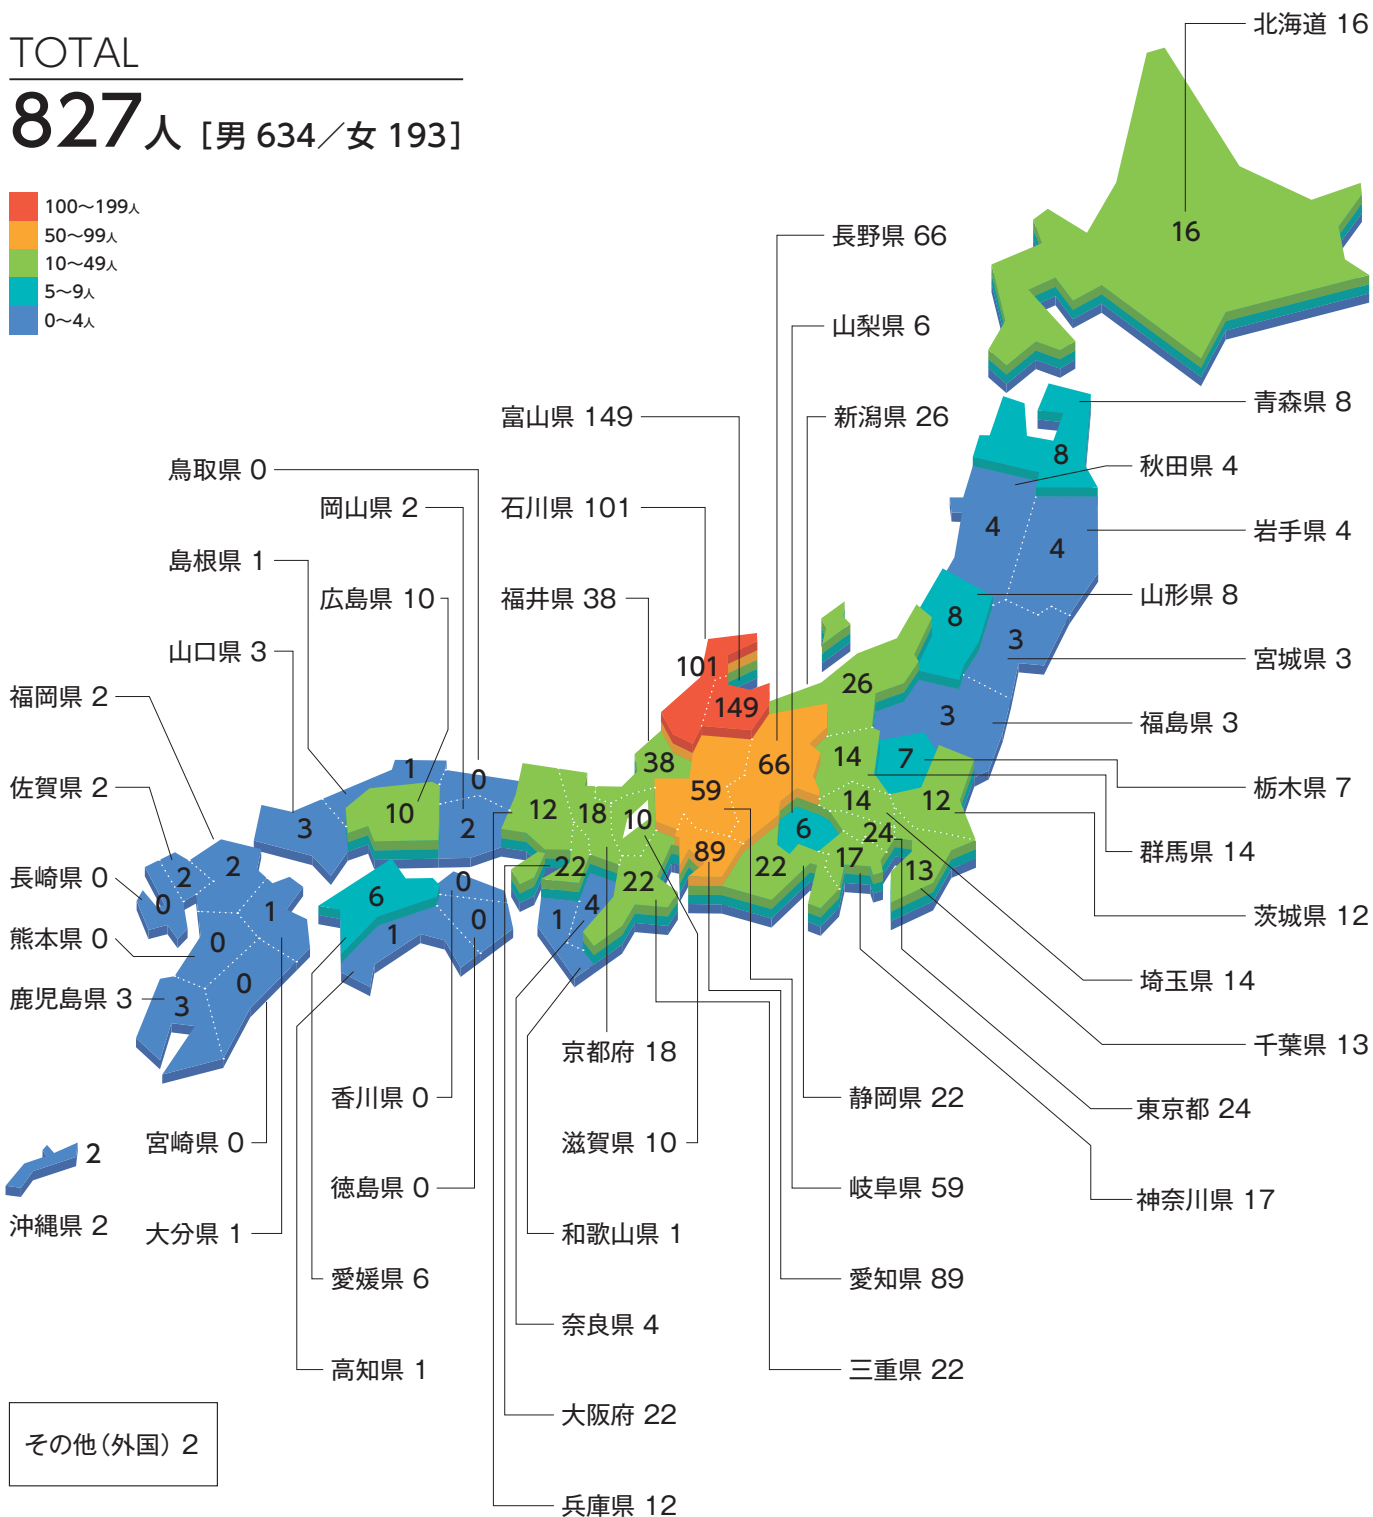 TOTAL
827人［男 634／女 193］
100～199人
50～99人
10～49人
5～9人
0～4人
北海道 16
長野県 66
山梨県 6
新潟県 26
富山県 149
石川県 101
福井県 38
鳥取県 0
岡山県 2
島根県 1
広島県 10
山口県 3
福岡県 2
佐賀県 2
長崎県 0
熊本県 0
鹿児島県 3
青森県 8
秋田県 4
岩手県 4
山形県 8
宮城県 3
福島県 3
栃木県 7
群馬県 14
茨城県 12
埼玉県 14
千葉県 13
東京都 24
神奈川県 17
16
8
4
4
8
3
3
26
101
149
38
59
66
14
7
12
14
24
13
17
6
22
89
10
18
12
22
22
4
1
1
0
10
2
3
6
0
0
1
2
2
0
1
0
0
3
2
京都府 18
滋賀県 10
和歌山県 1
奈良県 4
大阪府 22
兵庫県 12
静岡県 22
岐阜県 59
愛知県 89
三重県 22
香川県 0
徳島県 0
愛媛県 6
高知県 1
宮崎県 0
大分県 1
沖縄県 2
その他（外国）2